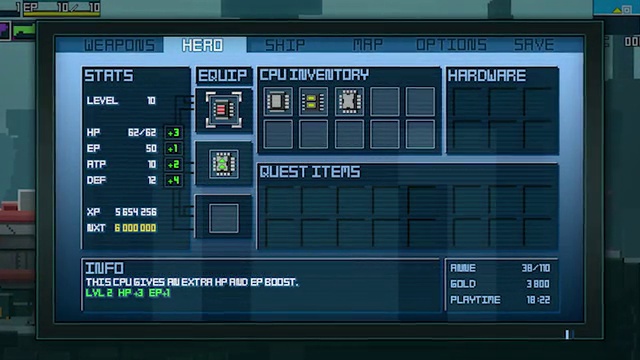 1 EP 10/10
WEAPONS HERO SHIP MAP OPTIONS SAVE
STATS
LEVEL 10
HP 62/62 +3
EP 50 +1
ATP 10 +2
DEF 12 +4
XP 5 654 256
NXT 6 000 000
EQUIP
CPU INVENTORY
HARDWARE
QUEST ITEMS
INFO
THIS CPU GIVES AN EXTRA HP AND EP BOOST.
LVL 2 HP +3 EP+1
ANNE 38/110
GOLD 3 800
PLAYTIME 18:22